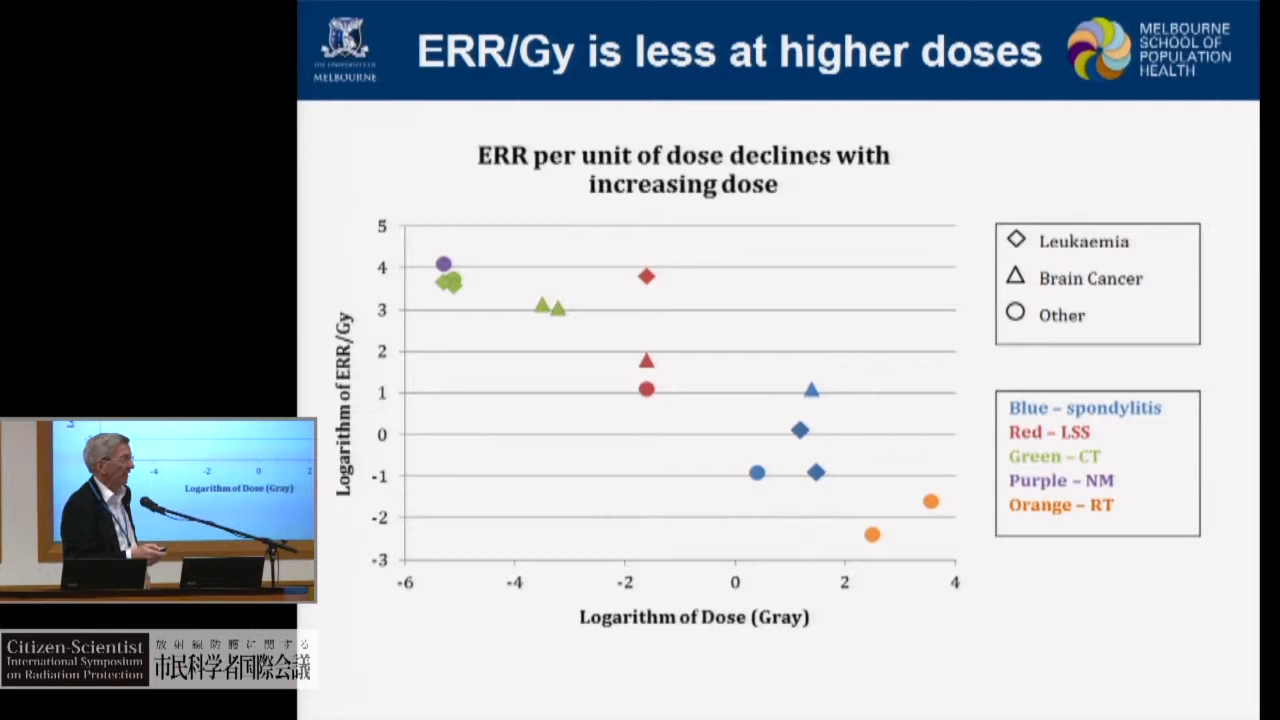 ERR/Gy is less at higher doses
THE UNIVERSITY OF
MELBOURNE
MELBOURNE
SCHOOL OF
POPULATION
HEALTH
ERR per unit of dose declines with
increasing dose
Logarithm of ERR/Gy
5
4
3
2
1
0
-1
-2
-3
-6
-4
-2
0
2
4
Logarithm of Dose (Gray)
Leukaemia
Brain Cancer
Other
Blue – spondylitis
Red – LSS
Green – CT
Purple – NM
Orange – RT
-4
-2
0
2
Logarithm of Dose (Gray)
Citizen-Scientist
International Symposium
on Radiation Protection
放射線防護に関する
市民科学者国際会議